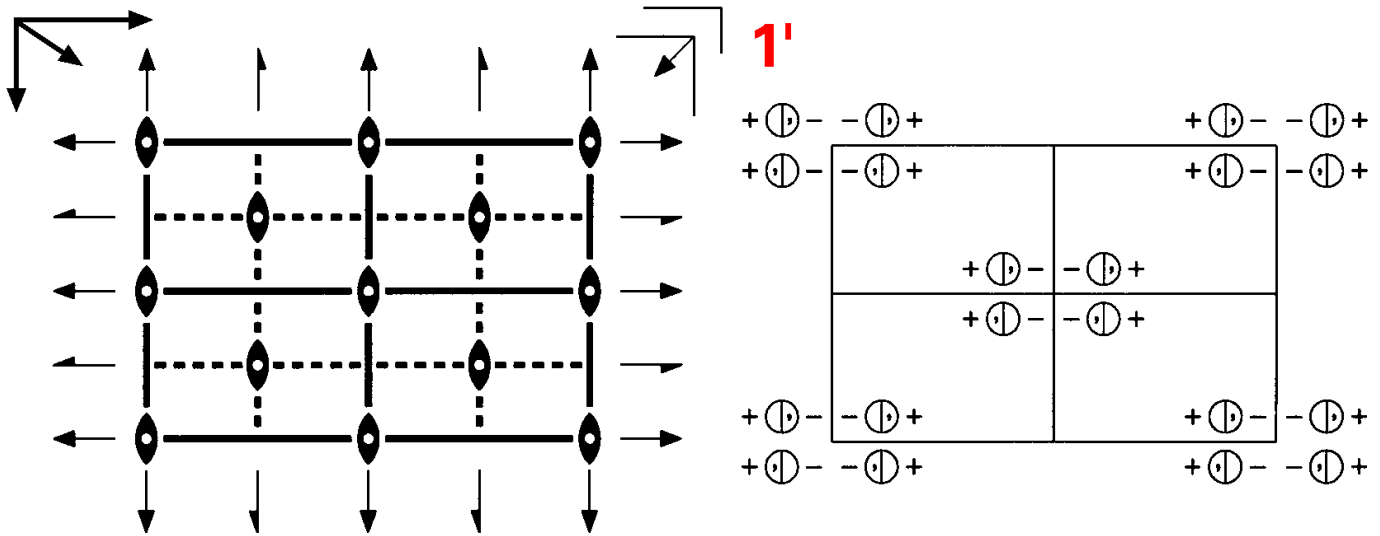 1'
+ - - +
+ - - +
+ - - +
+ - - +
+ - - +
+ - - +
+ - - +
+ - - +
+ - - +
+ - - +